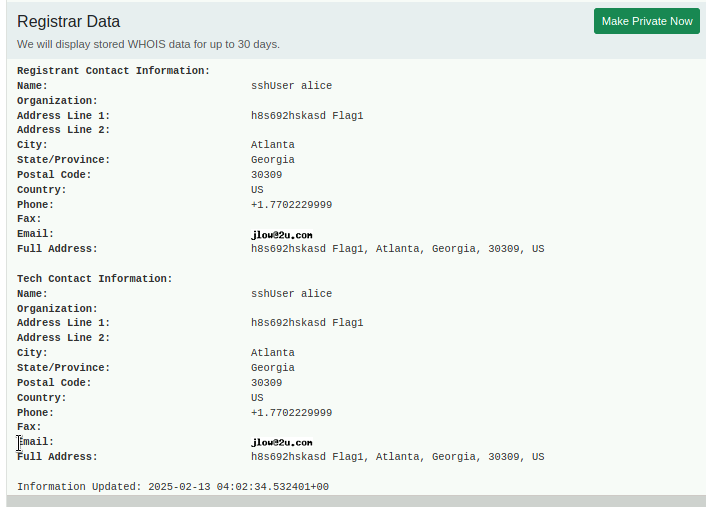 Registrar Data
Make Private Now
We will display stored WHOIS data for up to 30 days.
Registrant Contact Information:
Name: sshUser alice
Organization:
Address Line 1: h8s692hskasd Flag1
Address Line 2:
City: Atlanta
State/Province: Georgia
Postal Code: 30309
Country: US
Phone: +1.7702229999
Fax:
Email: jlow@2u.com
Full Address: h8s692hskasd Flag1, Atlanta, Georgia, 30309, US
Tech Contact Information:
Name: sshUser alice
Organization:
Address Line 1: h8s692hskasd Flag1
Address Line 2:
City: Atlanta
State/Province: Georgia
Postal Code: 30309
Country: US
Phone: +1.7702229999
Fax:
Email: jlow@2u.com
Full Address: h8s692hskasd Flag1, Atlanta, Georgia, 30309, US
Information Updated: 2025-02-13 04:02:34.532401+00